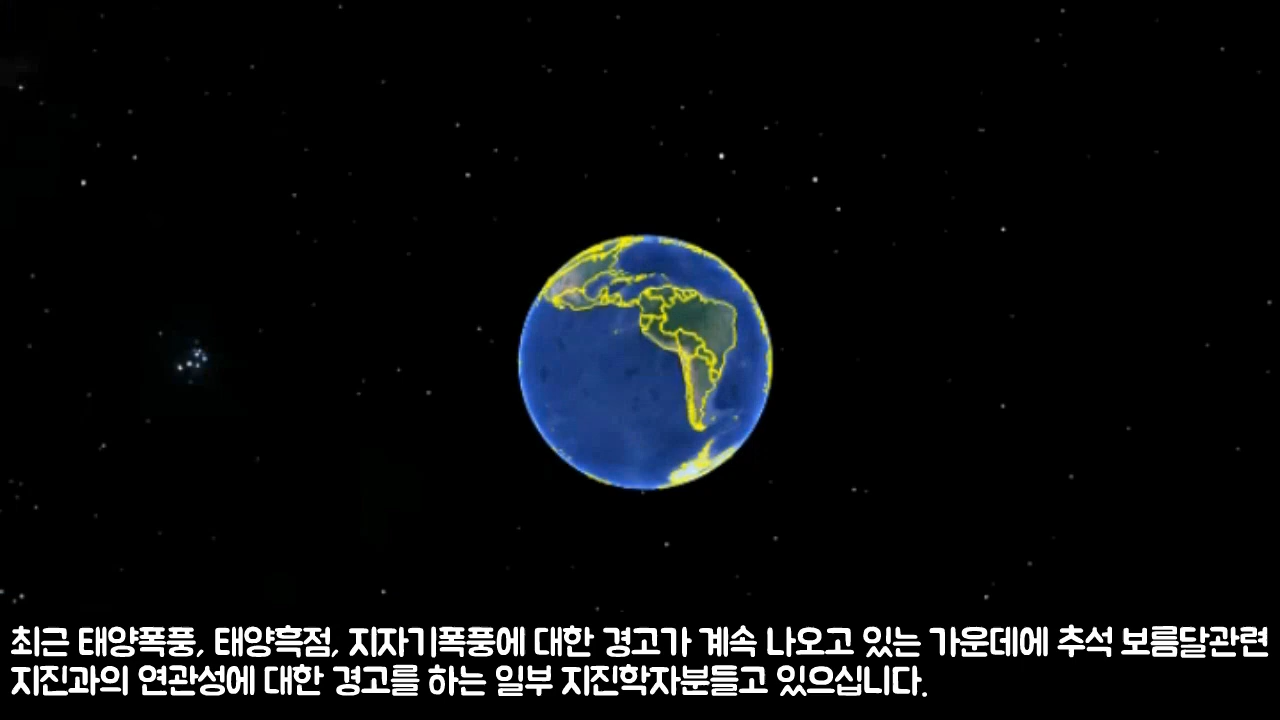 최근 태양폭풍, 태양흑점, 지자기폭풍에 대한 경고가 계속 나오고 있는 가운데에 추석 보름달관련
지진과의 연관성에 대한 경고를 하는 일부 지진학자분들고 있으십니다.